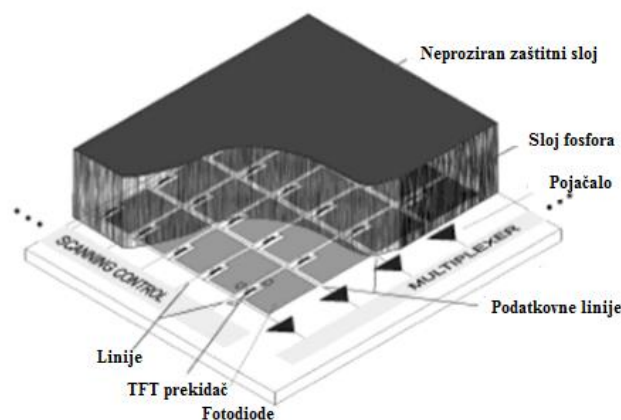 Neproziran zaštitni sloj
Sloj fosfora
Pojačalo
SCANNING CONTROL
MULTIPLEXER
Podatkovne linije
Linije
TFT prekidač
Fotodiode